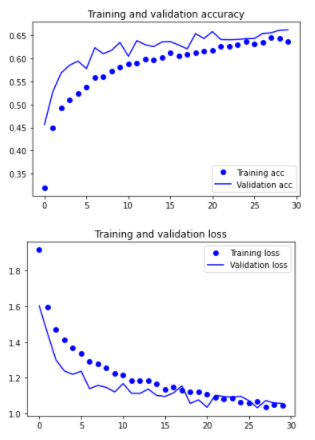 Training and validation accuracy
0.65
0.60
0.55
0.50
0.45
0.40
0.35
Training acc
Validation acc
0 5 10 15 20 25 30
Training and validation loss
Training loss
Validation loss
1.8
1.6
1.4
1.2
1.0
0 5 10 15 20 25 30